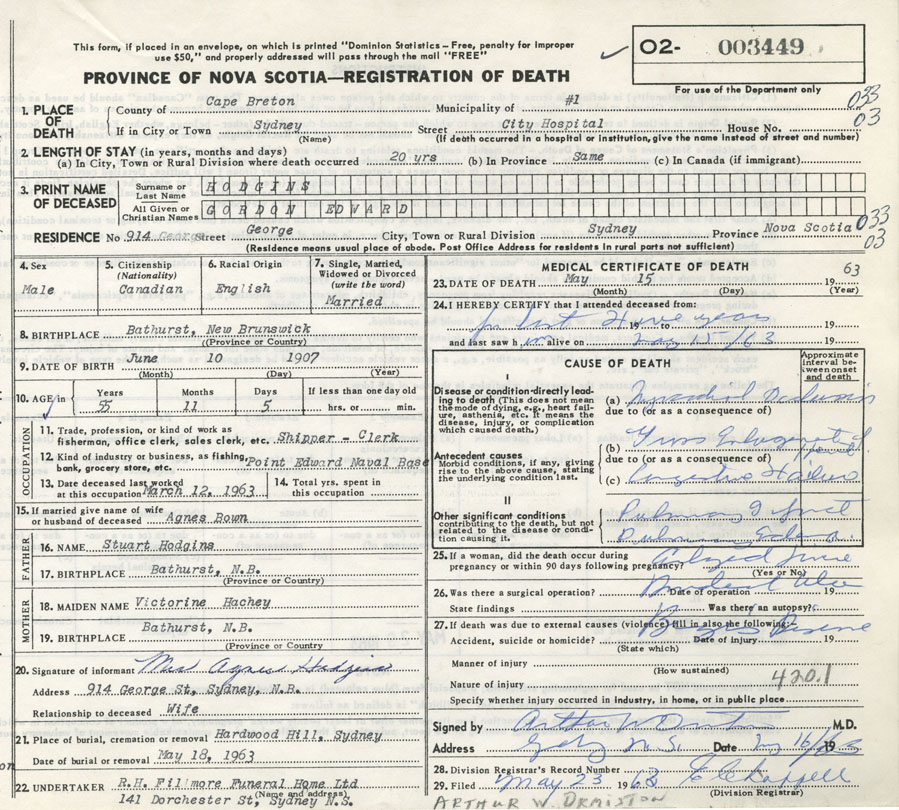 This form, if placed in an envelope, on which is printed "Dominion Statistics – Free, penalty for improper
use $50," and properly addressed will pass through the mail "FREE"
PROVINCE OF NOVA SCOTIA—REGISTRATION OF DEATH
02- 003449
For use of the Department only
1. PLACE OF DEATH
County of Cape Breton Municipality of #1 033
If in City or Town Sydney Street City Hospital House No. 03
(Name) (If death occurred in a hospital or institution, give the name instead of street and number)
2. LENGTH OF STAY (in years, months and days)
(a) In City, Town or Rural Division where death occurred 20 yrs (b) In Province Same (c) In Canada (if immigrant)
3. PRINT NAME OF DECEASED
Surname or Last Name HODGINS
All Given or Christian Names GORDON EDWARD
RESIDENCE No. 914 George Street George City, Town or Rural Division Sydney Province Nova Scotia 033
(Residence means usual place of abode. Post Office Address for residents in rural parts not sufficient) 03
4. Sex Male
5. Citizenship (Nationality) Canadian
6. Racial Origin English
7. Single, Married, Widowed or Divorced (write the word) Married
8. BIRTHPLACE Bathurst, New Brunswick
(Province or Country)
9. DATE OF BIRTH June 10 1907
(Month) (Day) (Year)
10. AGE in Years 55 Months 11 Days 5 If less than one day old hrs. or min.
OCCUPATION
11. Trade, profession or kind of work as
fisherman, office clerk, sales clerk, etc. Shipper - Clerk
12. Kind of industry or business, as fishing,
bank, grocery store, etc. Point Edward Naval Base
13. Date deceased last worked
at this occupation March 12, 1963
14. Total yrs. spent in
this occupation
15. If married give name of wife
or husband of deceased Agnes Bown
FATHER
16. NAME Stuart Hodgins
17. BIRTHPLACE Bathurst, N.B.
(Province or Country)
MOTHER
18. MAIDEN NAME Victorine Hachey
19. BIRTHPLACE Bathurst, N.B.
(Province or Country)
20. Signature of informant Mrs Agnes Hodgins
Address 914 George St, Sydney, N.B.
Relationship to deceased Wife
21. Place of burial, cremation or removal Hardwood Hill, Sydney
Date of burial or removal May 18, 1963
22. UNDERTAKER R.H. Fillmore Funeral Home Ltd
(Name and address)
141 Dorchester St, Sydney N.S.
MEDICAL CERTIFICATE OF DEATH
23. DATE OF DEATH May 15 19 63
(Month) (Day) (Year)
24. I HEREBY CERTIFY that I attended deceased from:
for last three years
19 to 19
and last saw h im alive on May 15/63 19
CAUSE OF DEATH
Approximate interval between onset and death
I
Disease or condition directly leading to death (This does not mean the mode of dying, e.g., heart failure, asthenia, etc. It means the disease, injury, or complication which caused death.)
(a) Myocardial
due to (or as a consequence of)
Antecedent causes
Morbid conditions, if any, giving rise to the above cause, stating the underlying condition last.
(b) Gross
due to (or as a consequence of)
(c) Congestive Failure
II
Other significant conditions
contributing to the death, but not related to the disease or condition causing it.
Pulmonary Infarct
Pulmonary Edema
25. If a woman, did the death occur during
pregnancy or within 90 days following pregnancy?
(Yes or No)
26. Was there a surgical operation? Date of operation 19
State findings Was there an autopsy?
27. If death was due to external causes (violence) fill in also the following:–
Accident, suicide or homicide? Date of injury 19
(State which)
Manner of injury
(How sustained)
Nature of injury 4201
Specify whether injury occurred in industry, in home, or in public place
Signed by M.D.
Address Sydney N.S. Date May 16/63 19
28. Division Registrar's Record Number
29. Filed May 23 1963
(Division Registrar)
ARTHUR W. ORMISTON